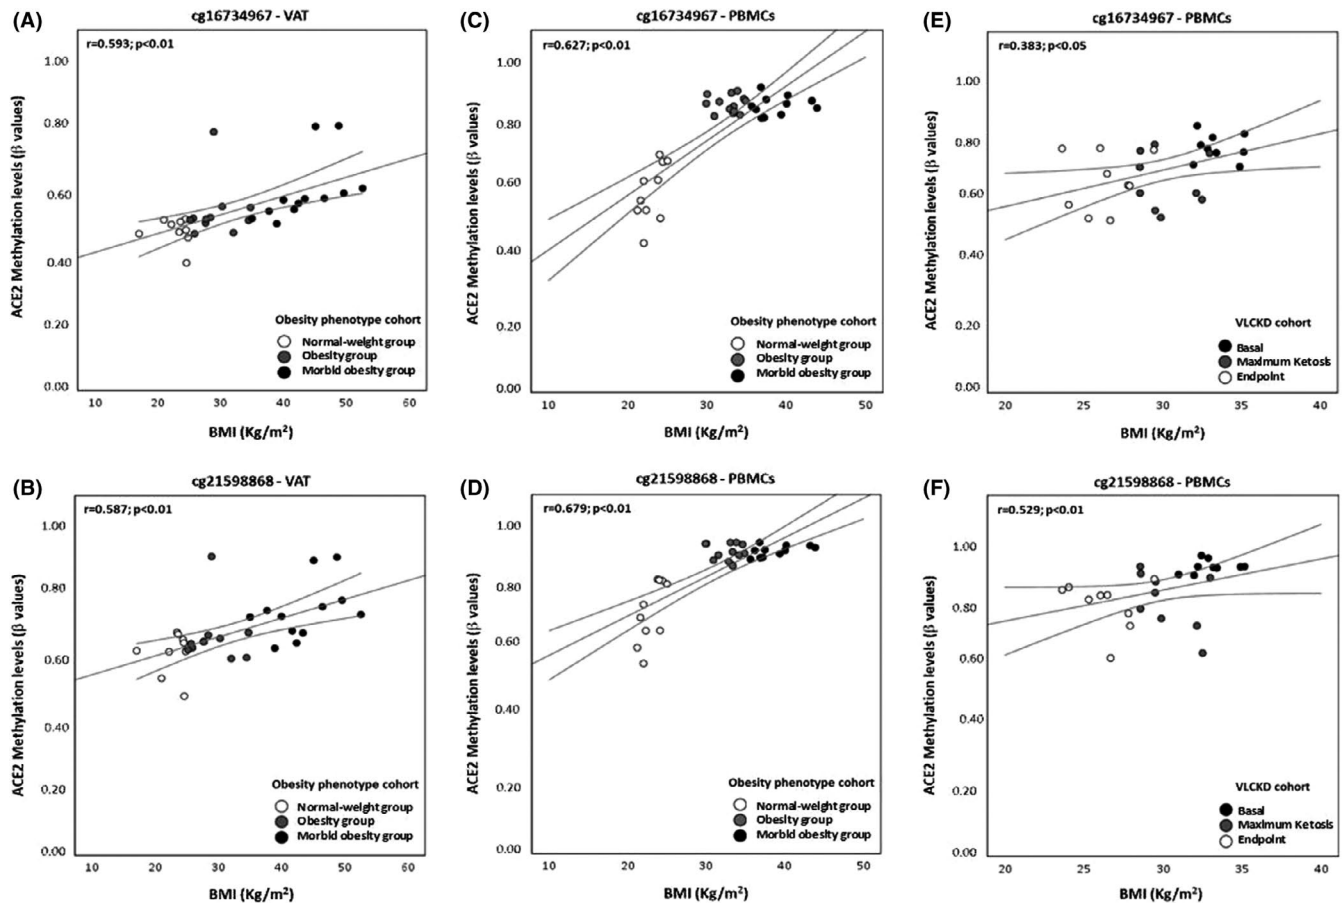 (A)
cg16734967 - VAT
r=0.593; p<0.01
ACE2 Methylation levels (β values)
1.00
0.80
0.60
0.40
0.20
0.00
Obesity phenotype cohort
Normal-weight group
Obesity group
Morbid obesity group
10 20 30 40 50 60
BMI (Kg/m²)
(C)
cg16734967 - PBMCs
r=0.627; p<0.01
ACE2 Methylation levels (β values)
1.00
0.80
0.60
0.40
0.20
0.00
Obesity phenotype cohort
Normal-weight group
Obesity group
Morbid obesity group
10 20 30 40 50
BMI (Kg/m²)
(E)
cg16734967 - PBMCs
r=0.383; p<0.05
ACE2 Methylation levels (β values)
1.00
0.80
0.60
0.40
0.20
0.00
VLCKD cohort
Basal
Maximum Ketosis
Endpoint
20 25 30 35 40
BMI (Kg/m²)
(B)
cg21598868 - VAT
r=0.587; p<0.01
ACE2 Methylation levels (β values)
1.00
0.80
0.60
0.40
0.20
0.00
Obesity phenotype cohort
Normal-weight group
Obesity group
Morbid obesity group
10 20 30 40 50 60
BMI (Kg/m²)
(D)
cg21598868 - PBMCs
r=0.679; p<0.01
ACE2 Methylation levels (β values)
1.00
0.80
0.60
0.40
0.20
0.00
Obesity phenotype cohort
Normal-weight group
Obesity group
Morbid obesity group
10 20 30 40 50
BMI (Kg/m²)
(F)
cg21598868 - PBMCs
r=0.529; p<0.01
ACE2 Methylation levels (β values)
1.00
0.80
0.60
0.40
0.20
0.00
VLCKD cohort
Basal
Maximum Ketosis
Endpoint
20 25 30 35 40
BMI (Kg/m²)